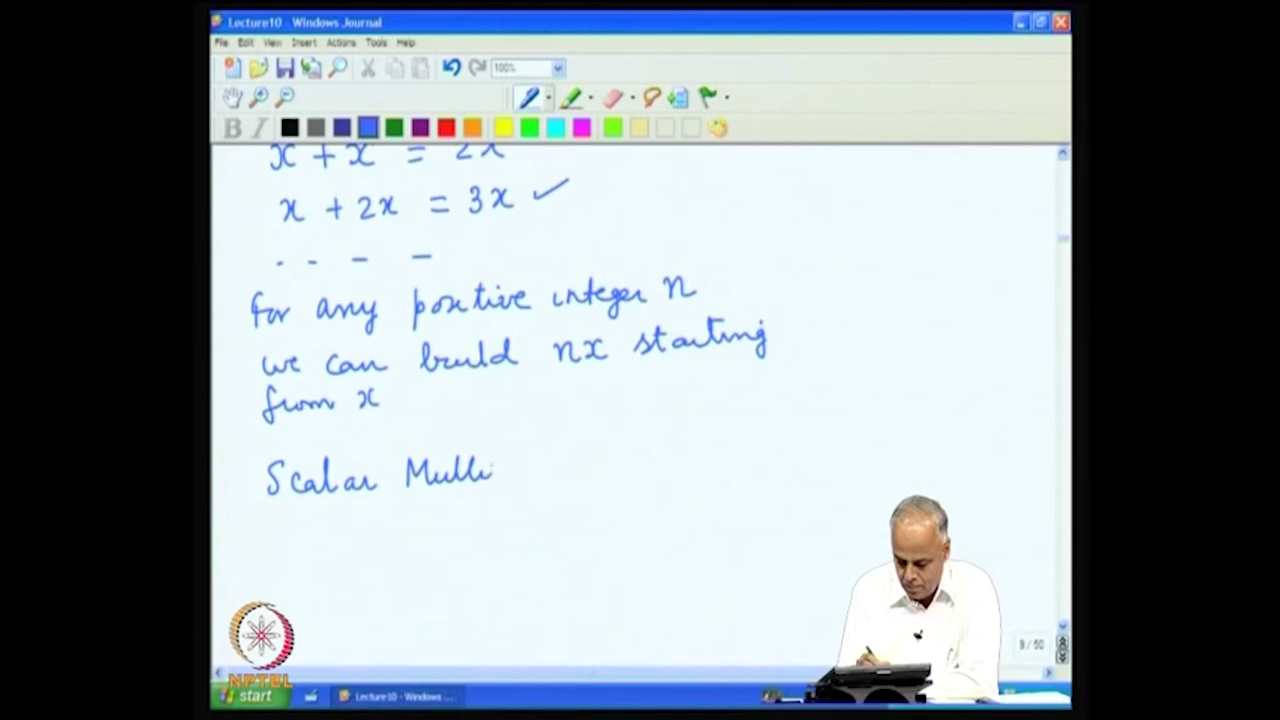 Lecture10 - Windows Journal
File Edit View Insert Actions Tools Help
100%
B I
x + x = 2x
x + 2x = 3x ✓
. . - -
for any positive integer n
we can build nx starting
from x
Scalar Multi
9 / 50
NPTEL
start Lecture10 - Windows ...